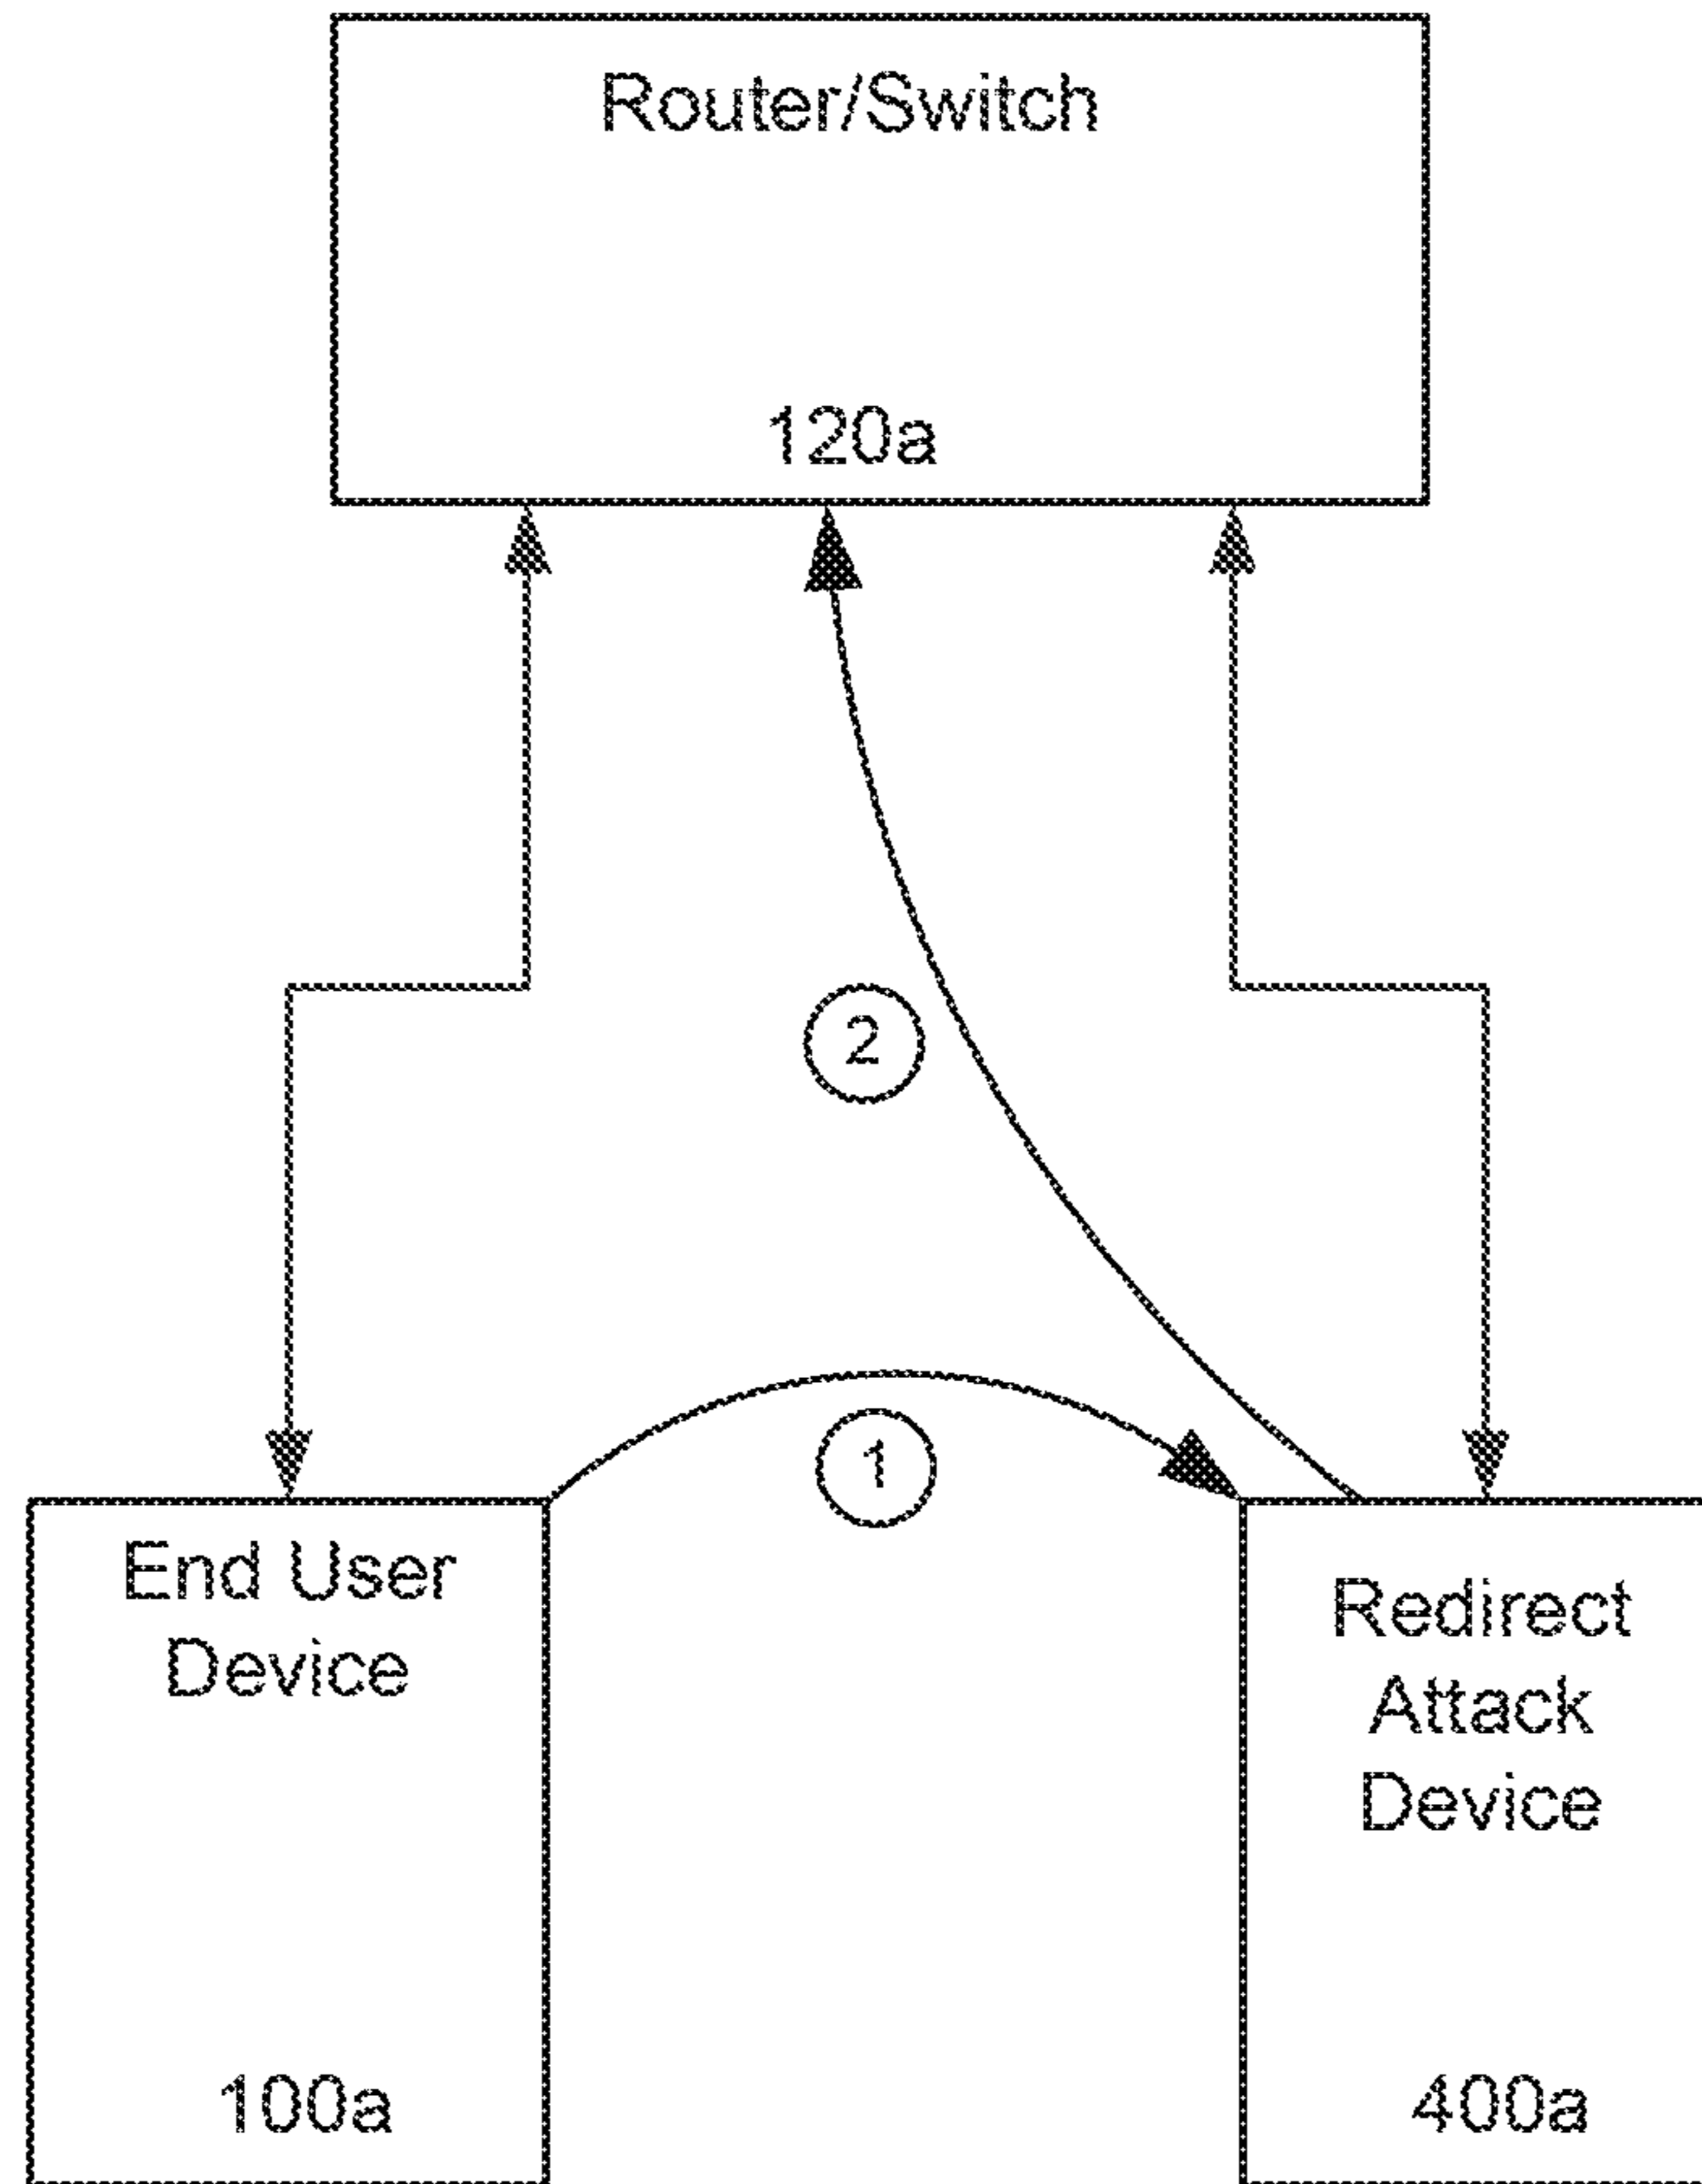 Router/Switch
120a
2
1
End User
Device
100a
Redirect
Attack
Device
400a